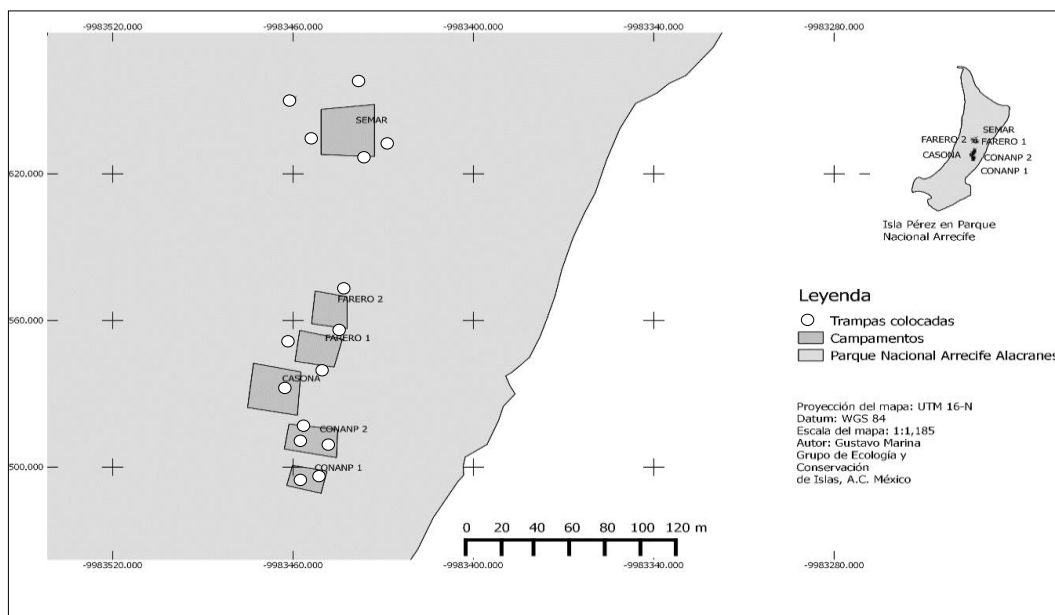 -9983520.000 -9983460.000 -9983400.000 -9983340.000 -9983280.000
SEMAR
620.000
FARERO 2
560.000
FARERO 1
CASONA
CONANP 2
500.000
CONANP 1
0 20 40 60 80 100 120 m
-9983520.000 -9983460.000 -9983400.000 -9983340.000 -9983280.000
SEMAR
FARERO 2 FARERO 1
CASONA CONANP 2
CONANP 1
Isla Pérez en Parque
Nacional Arrecife
Leyenda
Trampas colocadas
Campamentos
Parque Nacional Arrecife Alacranes
Proyección del mapa: UTM 16-N
Datum: WGS 84
Escala del mapa: 1:1,185
Autor: Gustavo Marina
Grupo de Ecología y
Conservación
de Islas, A.C. México